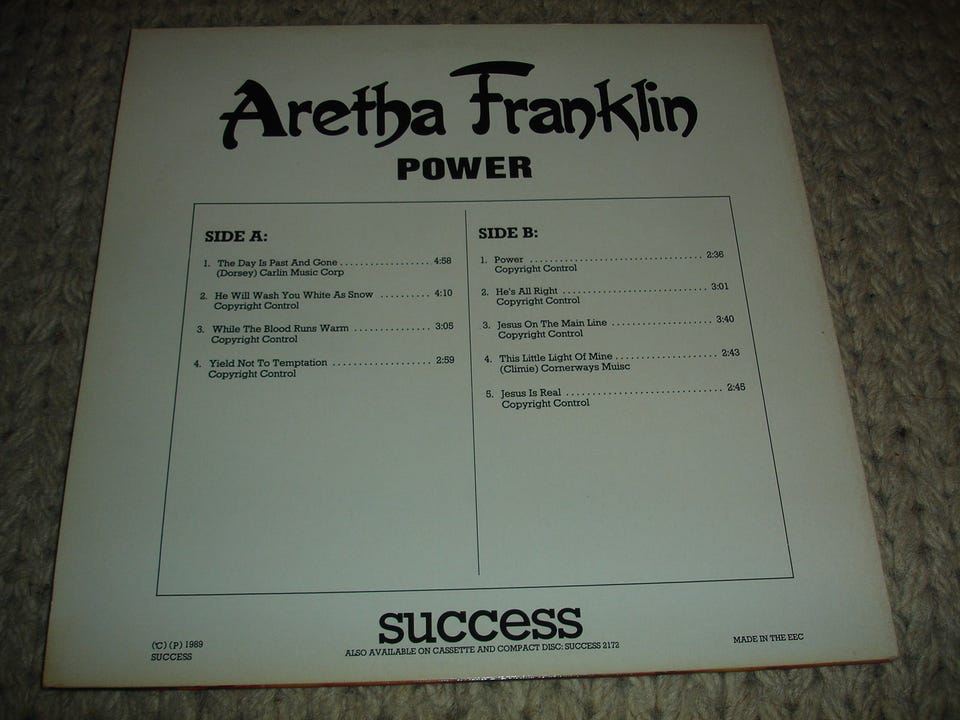 Aretha Franklin
POWER
SIDE A:
1. The Day Is Past And Gone .................. 4:58
(Dorsey) Carlin Music Corp
2. He Will Wash You White As Snow .......... 4:10
Copyright Control
3. While The Blood Runs Warm ............... 3:05
Copyright Control
4. Yield Not To Temptation ................... 2:59
Copyright Control
SIDE B:
1. Power .................................. 2:36
Copyright Control
2. He's All Right ............................ 3:01
Copyright Control
3. Jesus On The Main Line .................. 3:40
Copyright Control
4. This Little Light Of Mine ................... 2:43
(Climie) Cornerways Muisc
5. Jesus Is Real ............................. 2:45
Copyright Control
success
ALSO AVAILABLE ON CASSETTE AND COMPACT DISC: SUCCESS 2172
(C) (P) 1989
SUCCESS
MADE IN THE EEC